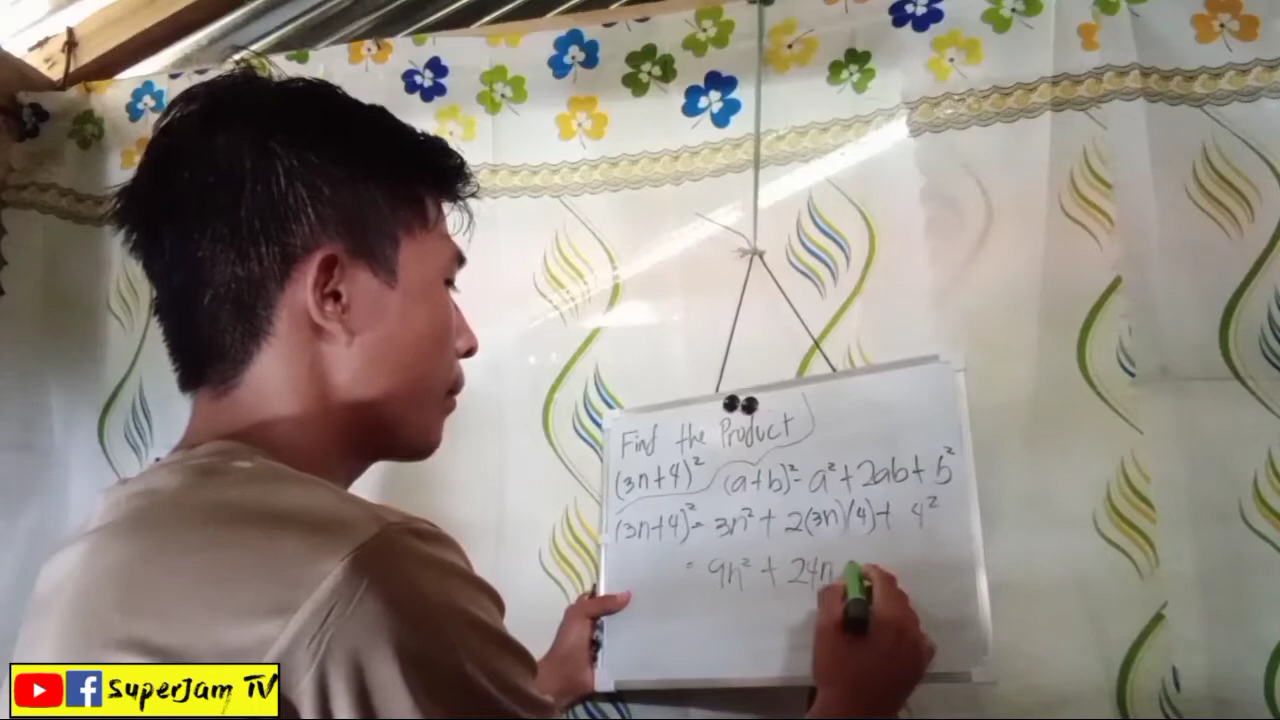 Find the Product
(3n+4)² (a+b)² = a² + 2ab + b²
(3n+4)² = 3n² + 2(3n)(4) + 4²
= 9n² + 24n
SuperJam TV